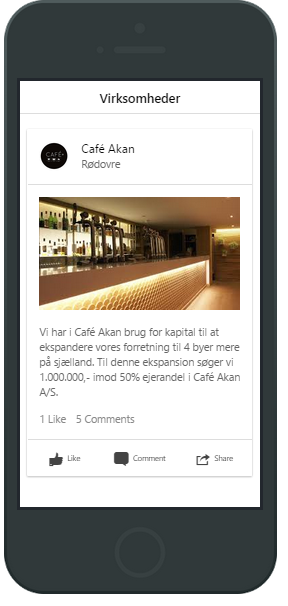 Virksomheder
CAFÉ
Café Akan
Rødovre
Vi har i Café Akan brug for kapital til at
ekspandere vores forretning til 4 byer mere
på sjælland. Til denne ekspansion søger vi
1.000.000,- imod 50% ejerandel i Café Akan
A/S.
1 Like 5 Comments
Like Comment Share